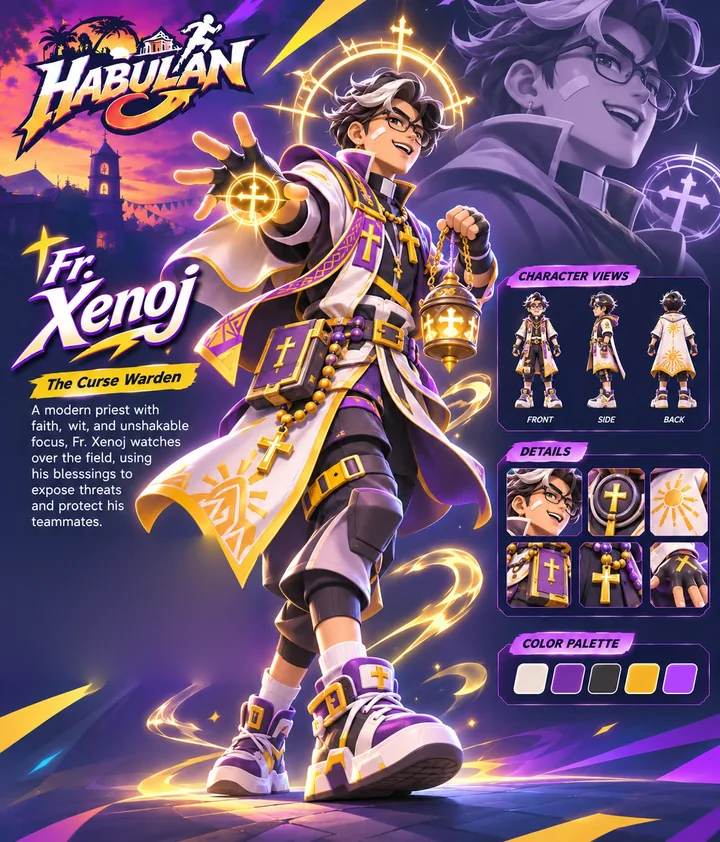 HABULAN
Fr.
Xenoj
The Curse Warden
A modern priest with
faith, wit, and unshakable
focus, Fr. Xenoj watches
over the field, using
his blesssings to
expose threats
and protect his
teammates.
CHARACTER VIEWS
FRONT
SIDE
BACK
DETAILS
COLOR PALETTE